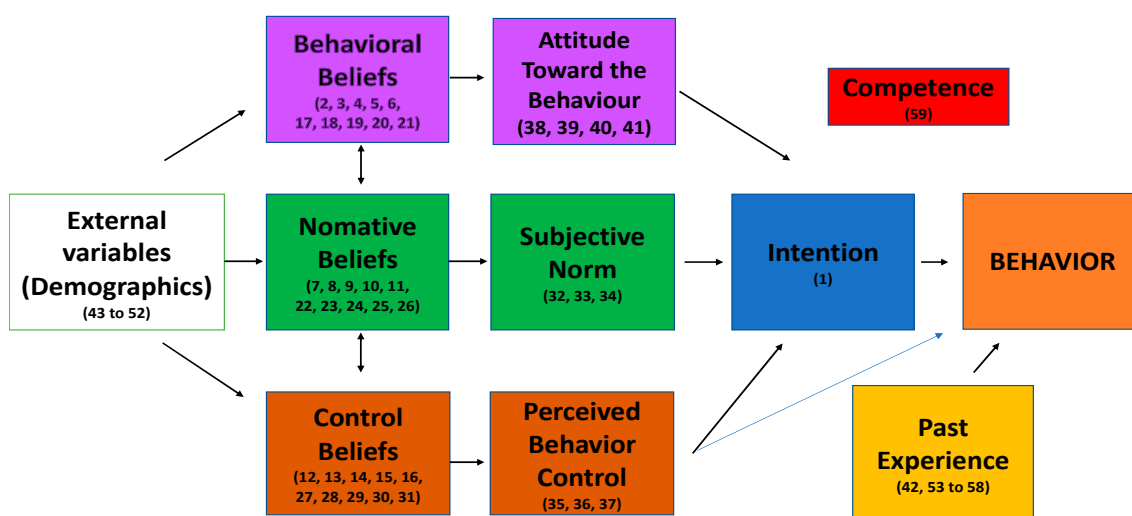 Behavioral
Beliefs
(2, 3, 4, 5, 6,
17, 18, 19, 20, 21)
Attitude
Toward the
Behaviour
(38, 39, 40, 41)
Competence
(59)
External
variables
(Demographics)
(43 to 52)
Nomative
Beliefs
(7, 8, 9, 10, 11,
22, 23, 24, 25, 26)
Subjective
Norm
(32, 33, 34)
Intention
(1)
BEHAVIOR
Control
Beliefs
(12, 13, 14, 15, 16,
27, 28, 29, 30, 31)
Perceived
Behavior
Control
(35, 36, 37)
Past
Experience
(42, 53 to 58)